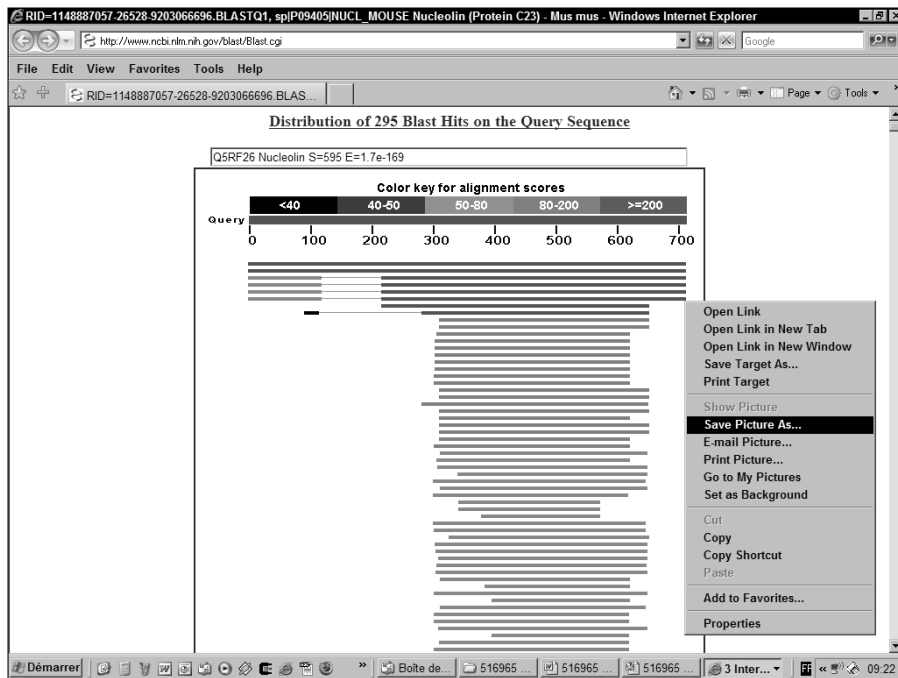 RID=1148887057-26528-9203066696.BLASTQ1, sp|P09405|NUCL_MOUSE Nucleolin (Protein C23) - Mus mus - Windows Internet Explorer
http://www.ncbi.nlm.nih.gov/blast/Blast.cgi
Google
File Edit View Favorites Tools Help
RID=1148887057-26528-9203066696.BLAS...
Page Tools »
Distribution of 295 Blast Hits on the Query Sequence
Q5RF26 Nucleolin S=595 E=1.7e-169
Color key for alignment scores
<40 40-50 50-80 80-200 >=200
Query
0 100 200 300 400 500 600 700
Open Link
Open Link in New Tab
Open Link in New Window
Save Target As...
Print Target
Show Picture
Save Picture As...
E-mail Picture...
Print Picture...
Go to My Pictures
Set as Background
Cut
Copy
Copy Shortcut
Paste
Add to Favorites...
Properties
Démarrer » Boîte de... 516965 ... 516965 ... 516965 ... 3 Inter... « 09:22